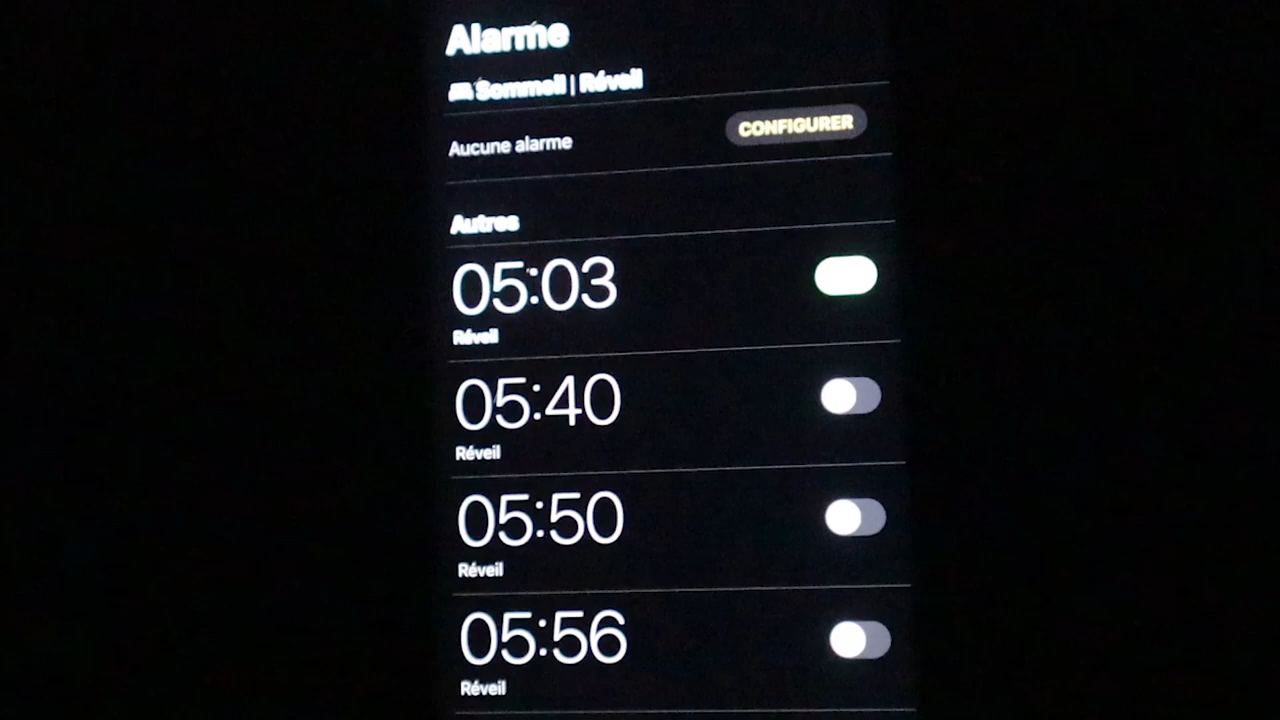 Alarme
Sommeil | Réveil
Aucune alarme
CONFIGURER
Autres
05:03
Réveil
05:40
Réveil
05:50
Réveil
05:56
Réveil